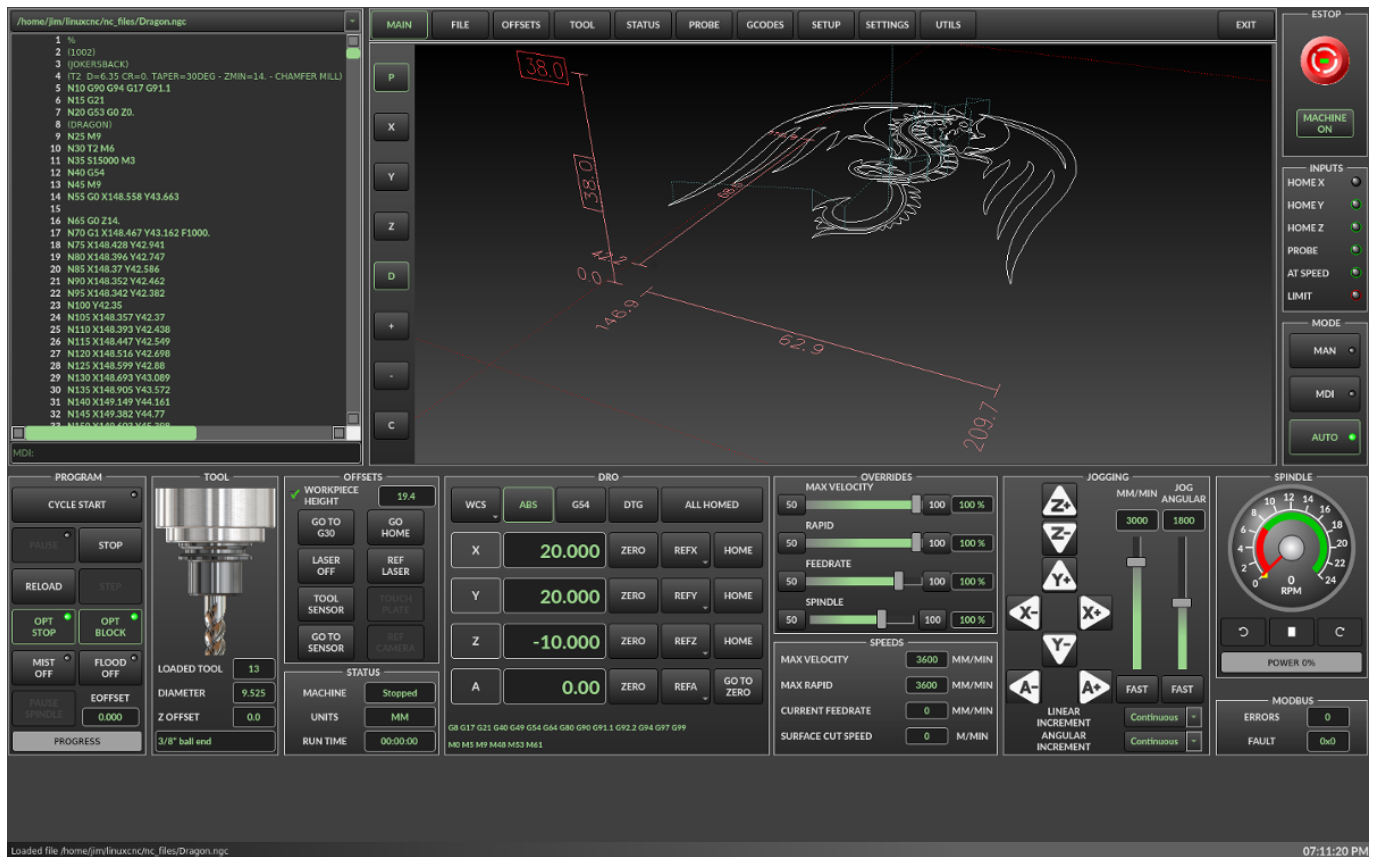 /home/jim/linuxcnc/nc_files/Dragon.ngc
1 %
2 (1002)
3 (JOKERSBACK)
4 (T2 D=6.35 CR=0. TAPER=30DEG - ZMIN=14. - CHAMFER MILL)
5 N10 G90 G94 G17 G91.1
6 N15 G21
7 N20 G53 G0 Z0.
8 (DRAGON)
9 N25 M9
10 N30 T2 M6
11 N35 S15000 M3
12 N40 G54
13 N45 M9
14 N55 G0 X148.558 Y43.663
15
16 N65 G0 Z14.
17 N70 G1 X148.467 Y43.162 F1000.
18 N75 X148.428 Y42.941
19 N80 X148.396 Y42.747
20 N85 X148.37 Y42.586
21 N90 X148.352 Y42.462
22 N95 X148.342 Y42.382
23 N100 Y42.35
24 N105 X148.357 Y42.37
25 N110 X148.393 Y42.438
26 N115 X148.447 Y42.549
27 N120 X148.516 Y42.698
28 N125 X148.599 Y42.88
29 N130 X148.693 Y43.089
30 N135 X148.905 Y43.572
31 N140 X149.149 Y44.161
32 N145 X149.382 Y44.77
MDI:
MAIN FILE OFFSETS TOOL STATUS PROBE GCODES SETUP SETTINGS UTILS EXIT
P
X
Y
Z
D
+
-
C
38.0
38.0
0.0
146.9
62.9
209.7
ESTOP
MACHINE
ON
INPUTS
HOME X
HOME Y
HOME Z
PROBE
AT SPEED
LIMIT
MODE
MAN
MDI
AUTO
PROGRAM
CYCLE START
PAUSE STOP
RELOAD STEP
OPT
STOP
OPT
BLOCK
MIST
OFF
FLOOD
OFF
PAUSE
SPINDLE
EOFFSET
0.000
PROGRESS
TOOL
LOADED TOOL 13
DIAMETER 9.525
Z OFFSET 0.0
3/8" ball end
OFFSETS
WORKPIECE
HEIGHT
19.4
GO TO
G30
GO
HOME
LASER
OFF
REF
LASER
TOOL
SENSOR
TOUCH
PLATE
GO TO
SENSOR
REF
CAMERA
STATUS
MACHINE Stopped
UNITS MM
RUN TIME 00:00:00
DRO
WCS ABS G54 DTG ALL HOMED
X 20.000 ZERO REFX HOME
Y 20.000 ZERO REFY HOME
Z -10.000 ZERO REFZ HOME
A 0.00 ZERO REFA GO TO
ZERO
G8 G17 G21 G40 G49 G54 G64 G80 G90 G91.1 G92.2 G94 G97 G99
M0 M5 M9 M48 M53 M61
OVERRIDES
MAX VELOCITY
50 100 100 %
RAPID
50 100 100 %
FEEDRATE
50 100 100 %
SPINDLE
50 100 100 %
SPEEDS
MAX VELOCITY 3600 MM/MIN
MAX RAPID 3600 MM/MIN
CURRENT FEEDRATE 0 MM/MIN
SURFACE CUT SPEED 0 M/MIN
JOGGING
Z+
Z-
Y+
X- X+
Y-
A- A+
MM/MIN
3000
JOG
ANGULAR
1800
FAST FAST
LINEAR
INCREMENT
Continuous
ANGULAR
INCREMENT
Continuous
SPINDLE
0 2 4 6 8 10 12 14 16 18 20 22 24
0
RPM
POWER 0%
MODBUS
ERRORS 0
FAULT 0x0
Loaded file /home/jim/linuxcnc/nc_files/Dragon.ngc
07:11:20 PM